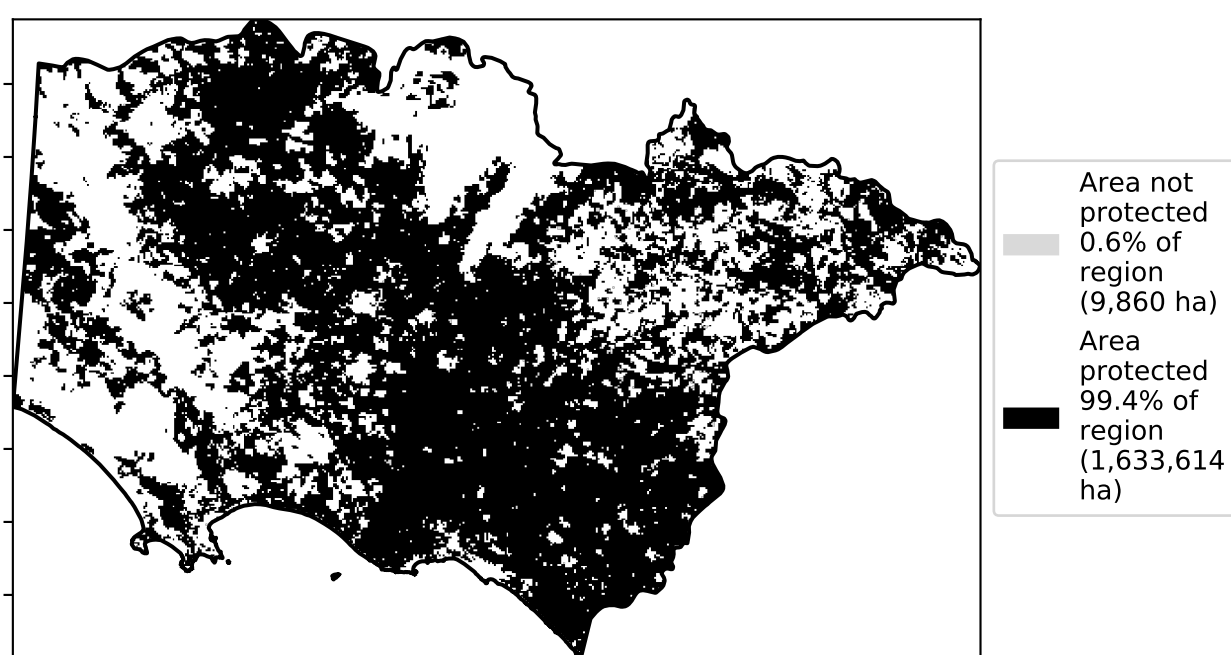 Area not
protected
0.6% of
region
(9,860 ha)
Area
protected
99.4% of
region
(1,633,614
ha)